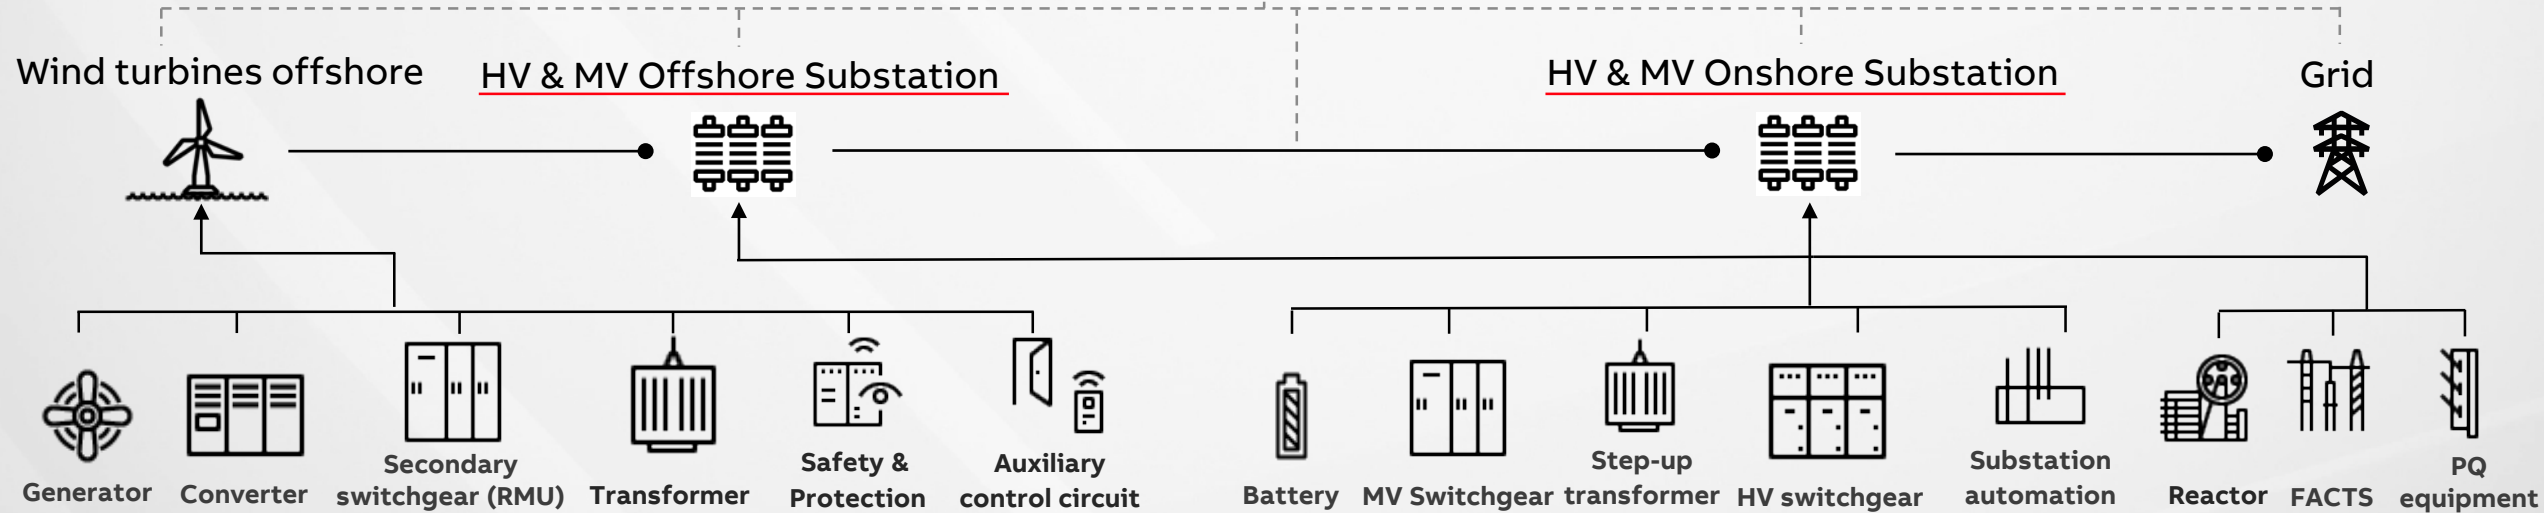 Wind turbines offshore
HV & MV Offshore Substation
HV & MV Onshore Substation
Grid
Generator
Converter
Secondary
switchgear (RMU)
Transformer
Safety &
Protection
Auxiliary
control circuit
Battery
MV Switchgear
Step-up
transformer
HV switchgear
Substation
automation
Reactor
FACTS
PQ
equipment